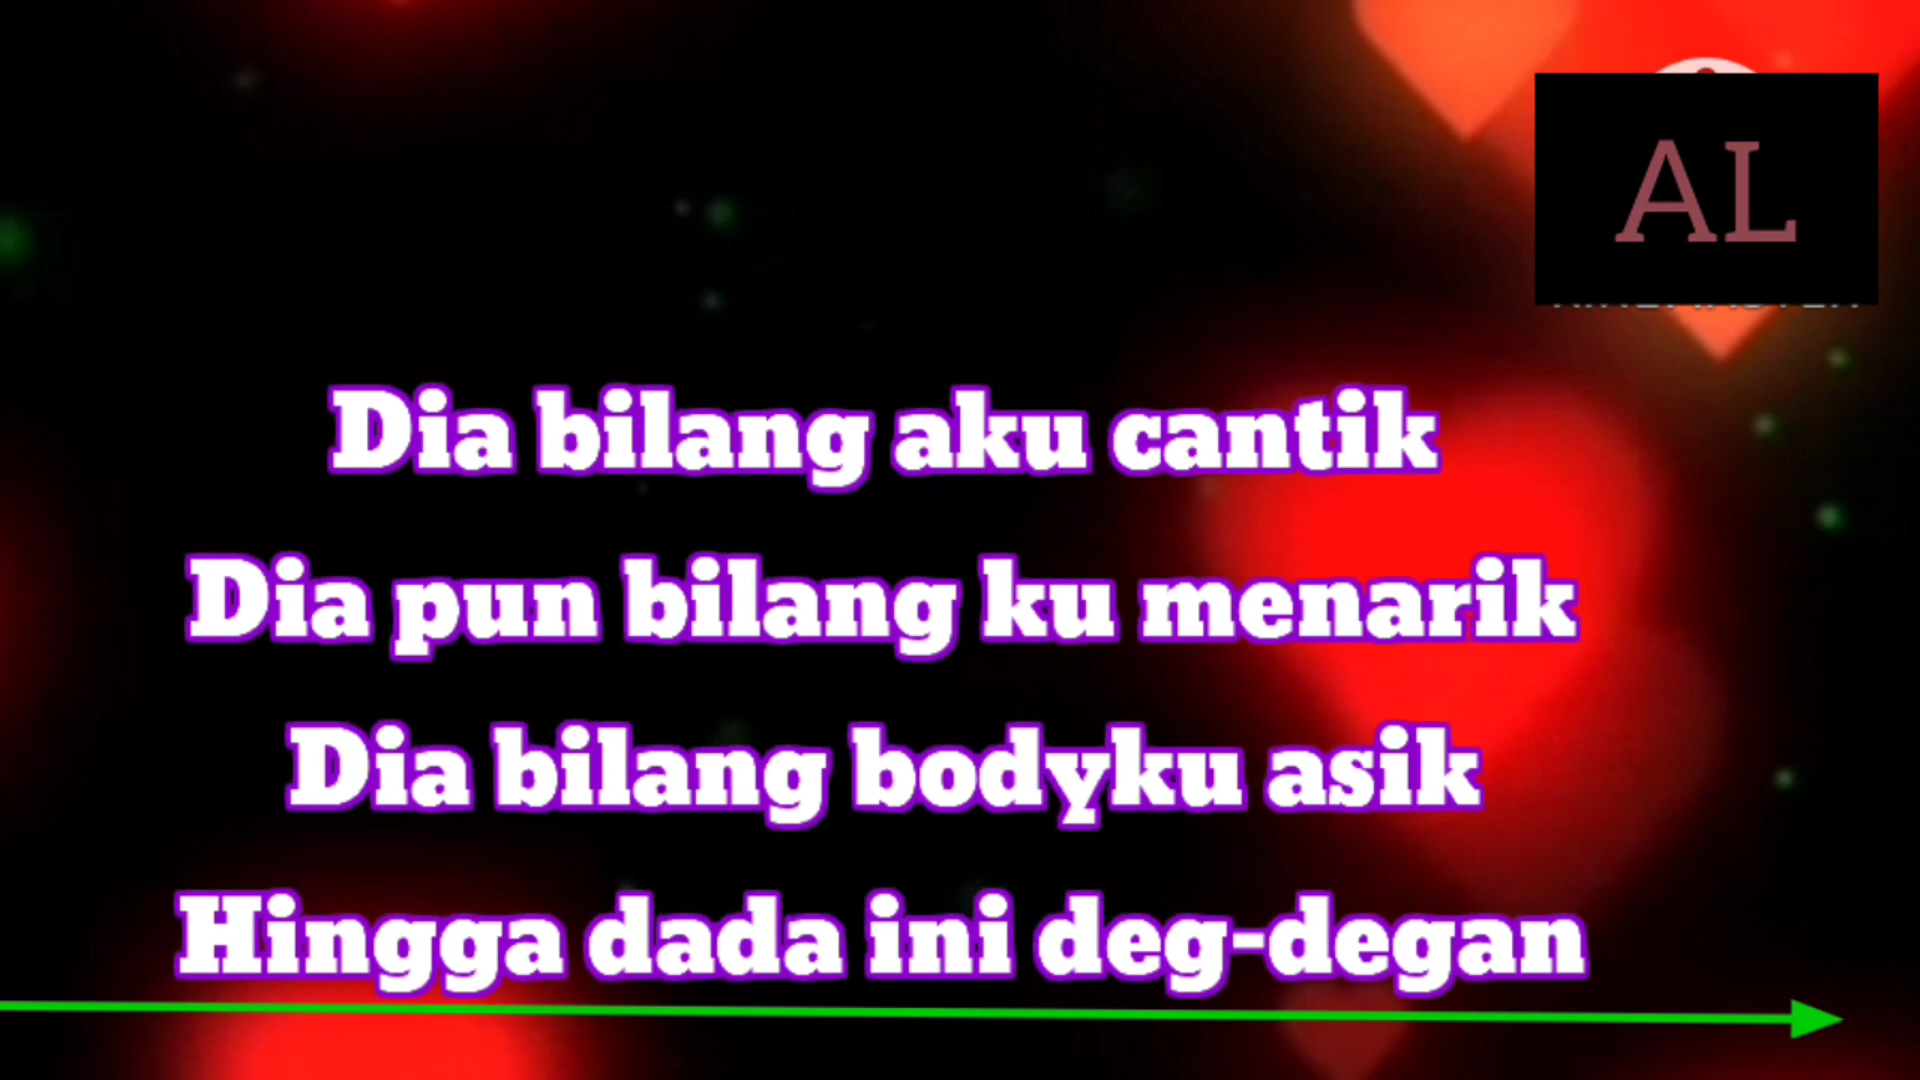 AL
Dia bilang aku cantik
Dia pun bilang ku menarik
Dia bilang bodyku asik
Hingga dada ini deg-degan